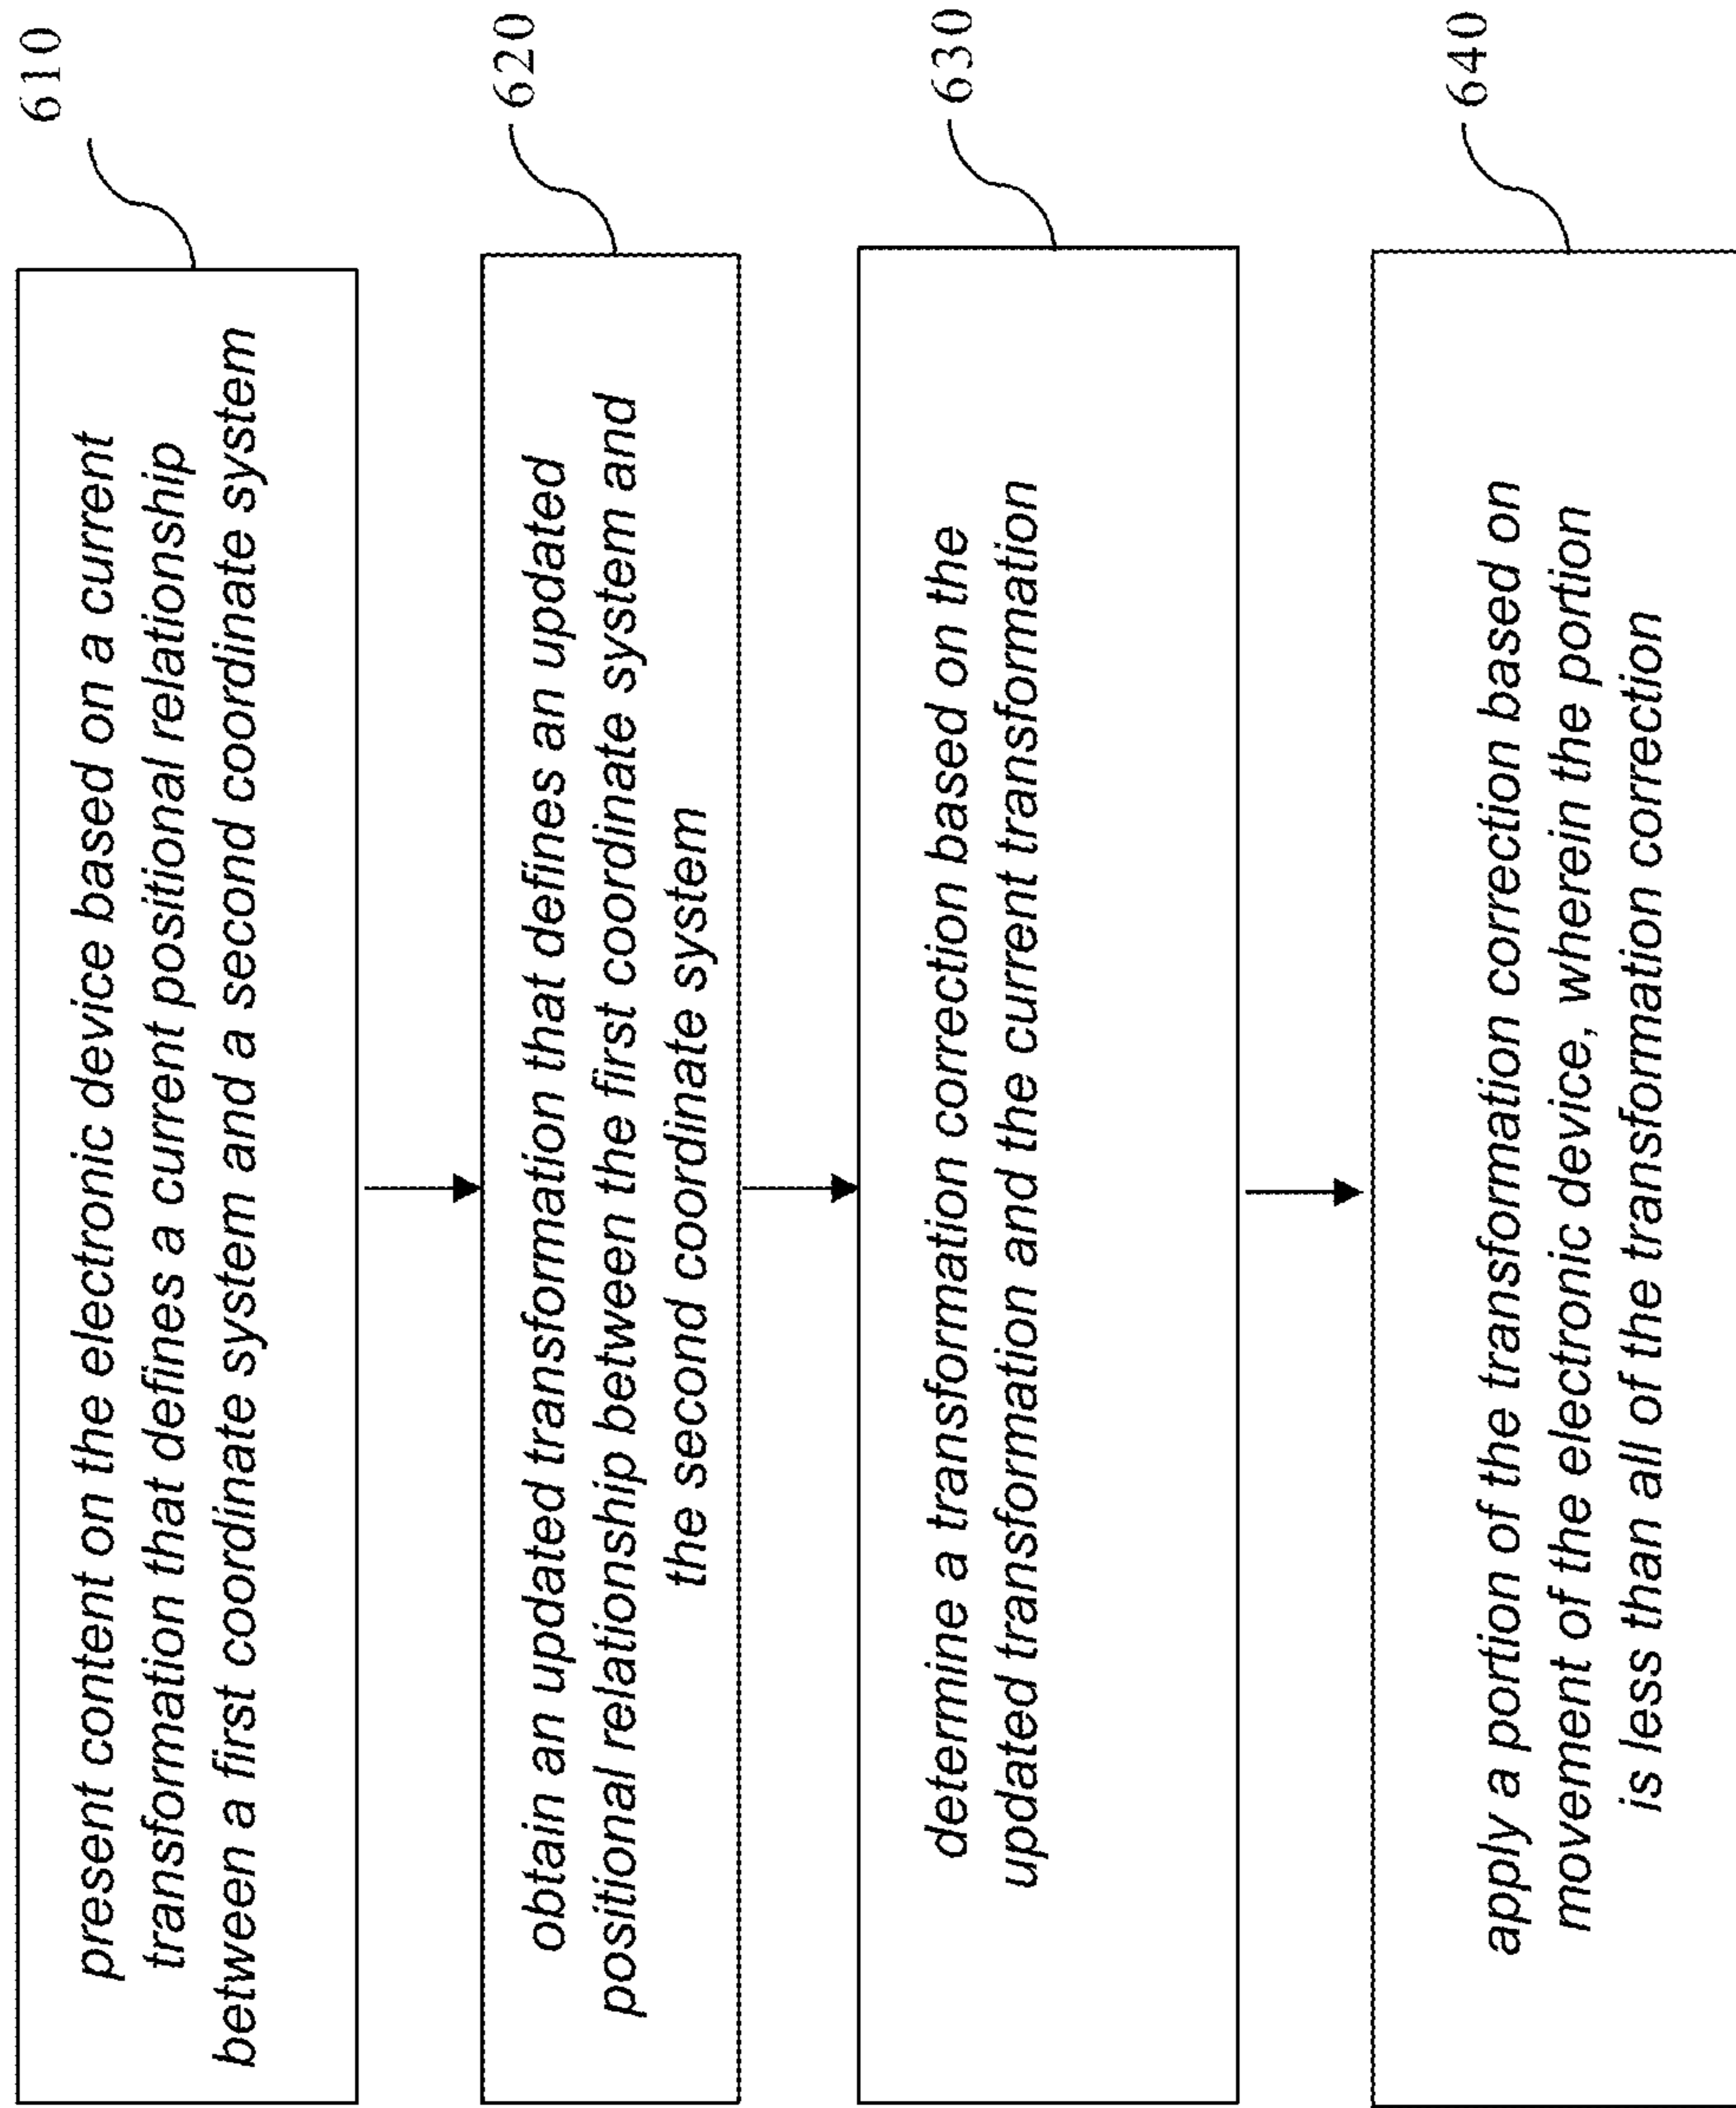 610
present content on the electronic device based on a current
transformation that defines a current positional relationship
between a first coordinate system and a second coordinate system
620
obtain an updated transformation that defines an updated
positional relationship between the first coordinate system and
the second coordinate system
630
determine a transformation correction based on the
updated transformation and the current transformation
640
apply a portion of the transformation correction based on
movement of the electronic device, wherein the portion
is less than all of the transformation correction